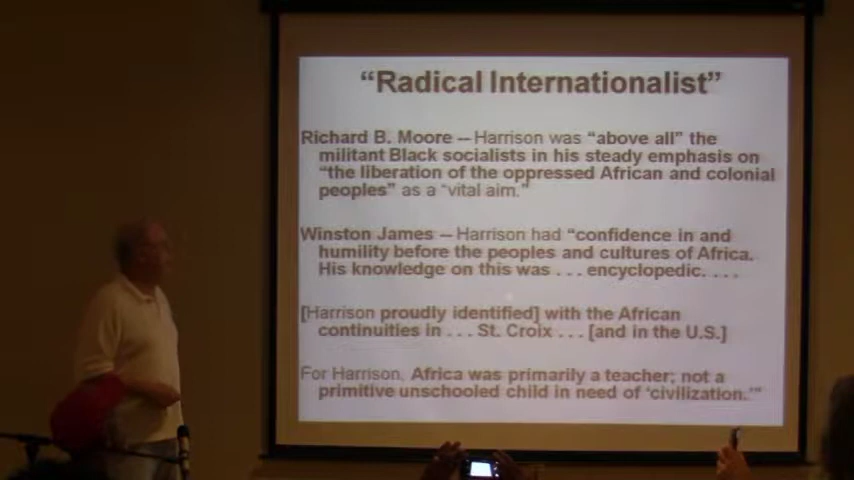 “Radical Internationalist”
Richard B. Moore – Harrison was “above all” the
militant Black socialists in his steady emphasis on
“the liberation of the oppressed African and colonial
peoples” as a “vital aim.”
Winston James – Harrison had “confidence in and
humility before the peoples and cultures of Africa.
His knowledge on this was . . . encyclopedic. . . .
[Harrison proudly identified] with the African
continuities in . . . St. Croix . . . [and in the U.S.]
For Harrison, Africa was primarily a teacher; not a
primitive unschooled child in need of ‘civilization.’”